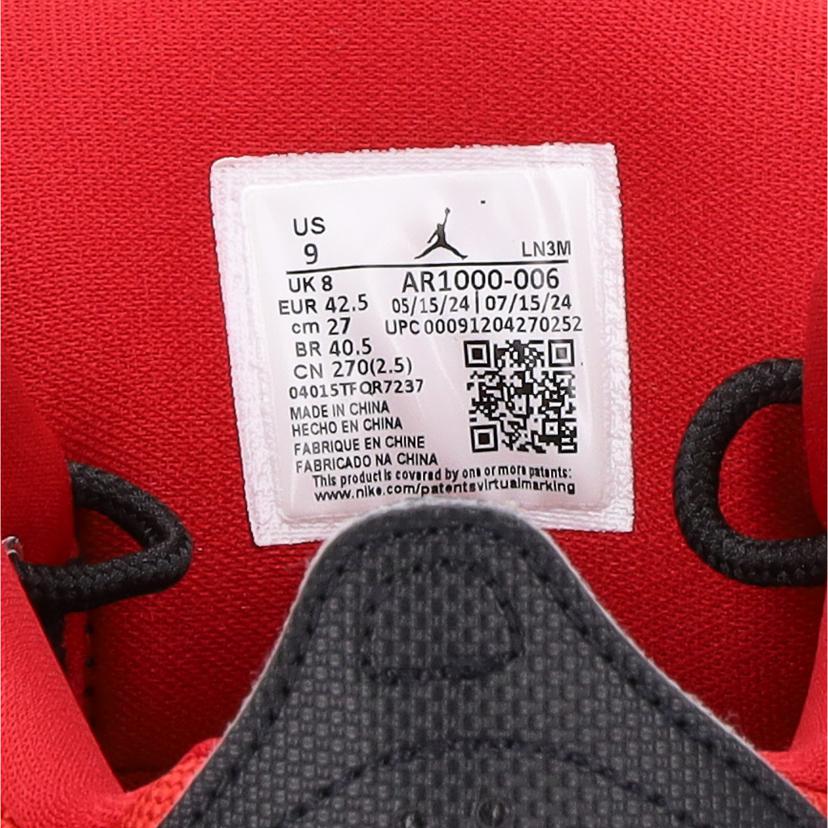 US
9
LN3M
UK 8
AR1000-006
EUR 42.5
05/15/24 | 07/15/24
cm 27
UPC 00091204270252
BR 40.5
CN 270(2.5)
04015TFQR7237
MADE IN CHINA
HECHO EN CHINA
FABRIQUE EN CHINE
FABRICADO NA CHINA
This product is covered by one or more patents:
www.nike.com/patentsvirtualmarking